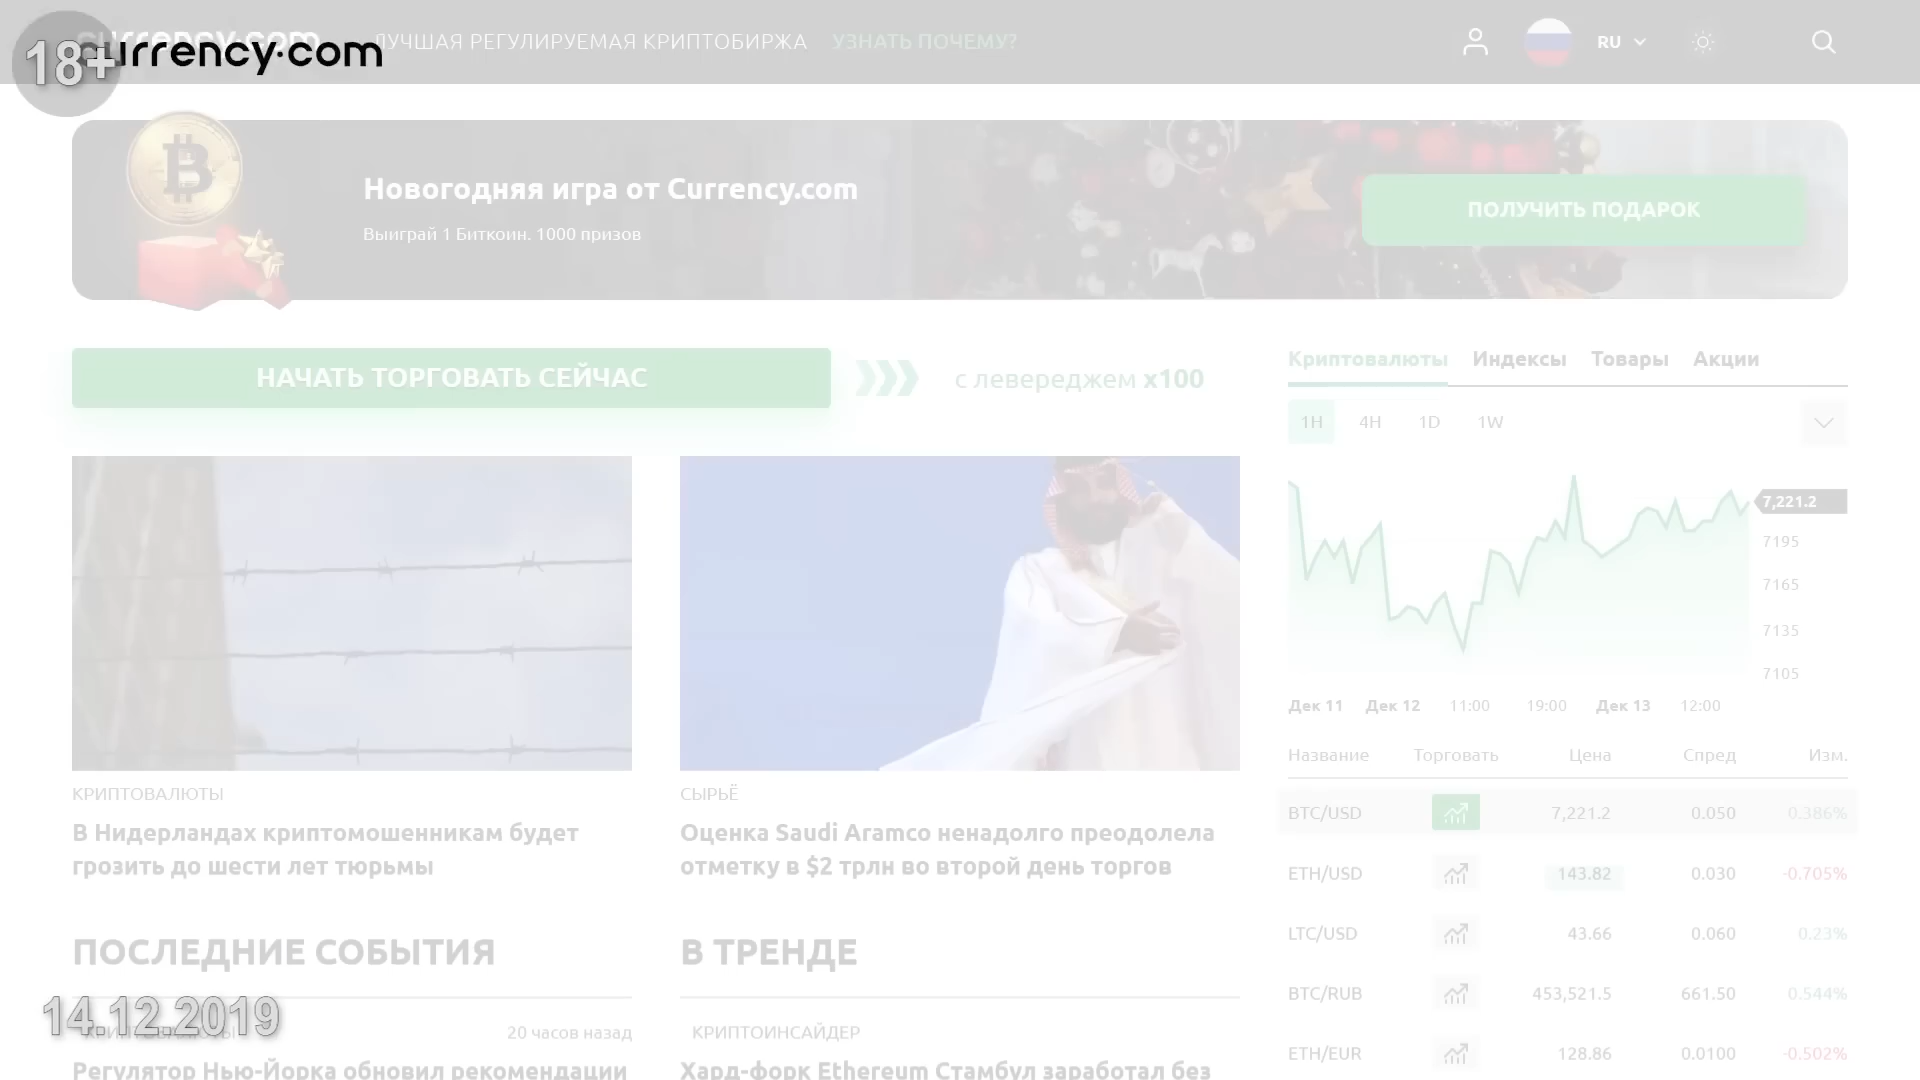 currency.com
18+
currency.com
ЛУЧШАЯ РЕГУЛИРУЕМАЯ КРИПТОБИРЖА УЗНАТЬ ПОЧЕМУ?
RU
Новогодняя игра от Currency.com
Выиграй 1 Биткоин. 1000 призов
ПОЛУЧИТЬ ПОДАРОК
НАЧАТЬ ТОРГОВАТЬ СЕЙЧАС
с левереджем x100
Криптовалюты Индексы Товары Акции
1H 4H 1D 1W
7,221.2
7195
7165
7135
7105
Дек 11 Дек 12 11:00 19:00 Дек 13 12:00
КРИПТОВАЛЮТЫ
В Нидерландах криптомошенникам будет
грозить до шести лет тюрьмы
СЫРЬЁ
Оценка Saudi Aramco ненадолго преодолела
отметку в $2 трлн во второй день торгов
Название Торговать Цена Спред Изм.
BTC/USD 7,221.2 0.050 0.386%
ETH/USD 143.82 0.030 -0.705%
LTC/USD 43.66 0.060 0.23%
BTC/RUB 453,521.5 661.50 0.544%
ETH/EUR 128.86 0.0100 -0.502%
ПОСЛЕДНИЕ СОБЫТИЯ
14.12.2019
КРИПТОВАЛЮТЫ 20 часов назад
Регулятор Нью-Йорка обновил рекомендации
В ТРЕНДЕ
КРИПТОИНСАЙДЕР
Хард-форк Ethereum Стамбул заработал без